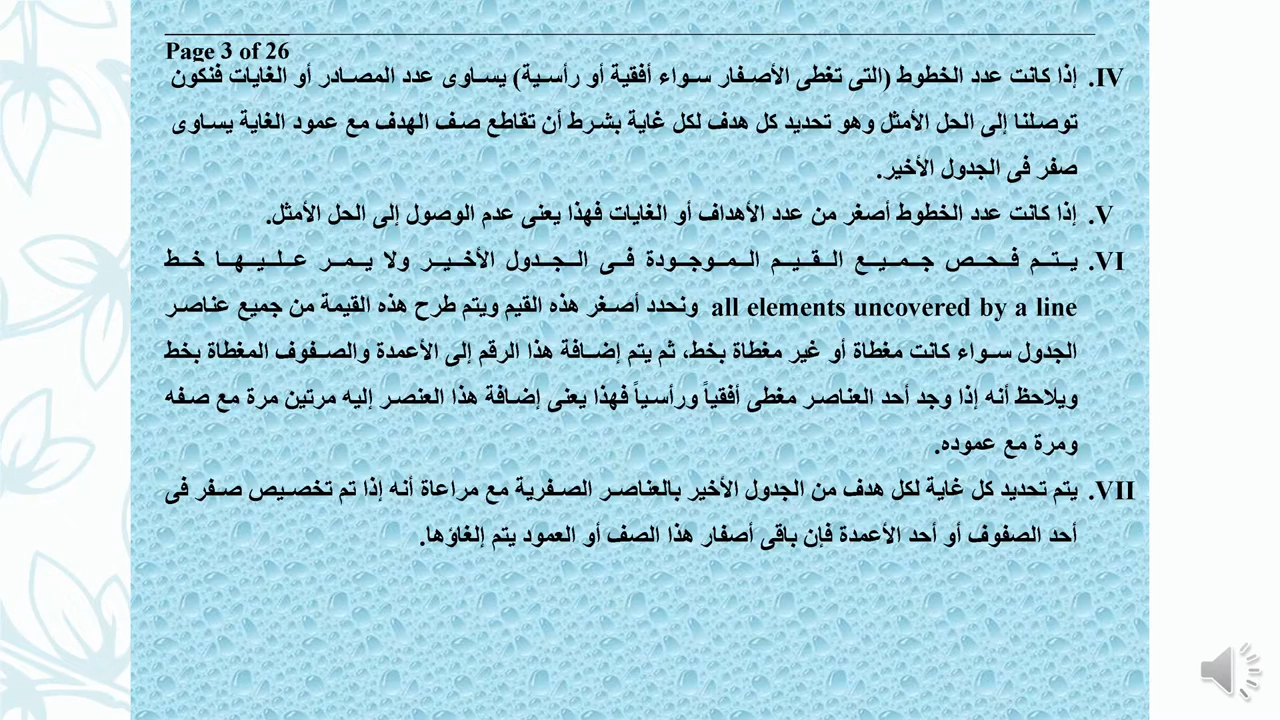 Page 3 of 26
IV. إذا كانت عدد الخطوط (التى تغطى الأصفار سواء أفقية أو رأسية) يساوى عدد المصادر أو الغايات فنكون
توصلنا إلى الحل الأمثل وهو تحديد كل هدف لكل غاية بشرط أن تقاطع صف الهدف مع عمود الغاية يساوى
صفر فى الجدول الأخير.
V. إذا كانت عدد الخطوط أصغر من عدد الأهداف أو الغايات فهذا يعنى عدم الوصول إلى الحل الأمثل.
VI. يتم فحص جميع القيم الموجودة فى الجدول الأخير ولا يمر عليها خط
all elements uncovered by a line ونحدد أصغر هذه القيم ويتم طرح هذه القيمة من جميع عناصر
الجدول سواء كانت مغطاة أو غير مغطاة بخط، ثم يتم إضافة هذا الرقم إلى الأعمدة والصفوف المغطاة بخط
ويلاحظ أنه إذا وجد أحد العناصر مغطى أفقياً ورأسياً فهذا يعنى إضافة هذا العنصر إليه مرتين مرة مع صفه
ومرة مع عموده.
VII. يتم تحديد كل غاية لكل هدف من الجدول الأخير بالعناصر الصفرية مع مراعاة أنه إذا تم تخصيص صفر فى
أحد الصفوف أو أحد الأعمدة فإن باقى أصفار هذا الصف أو العمود يتم إلغاؤها.